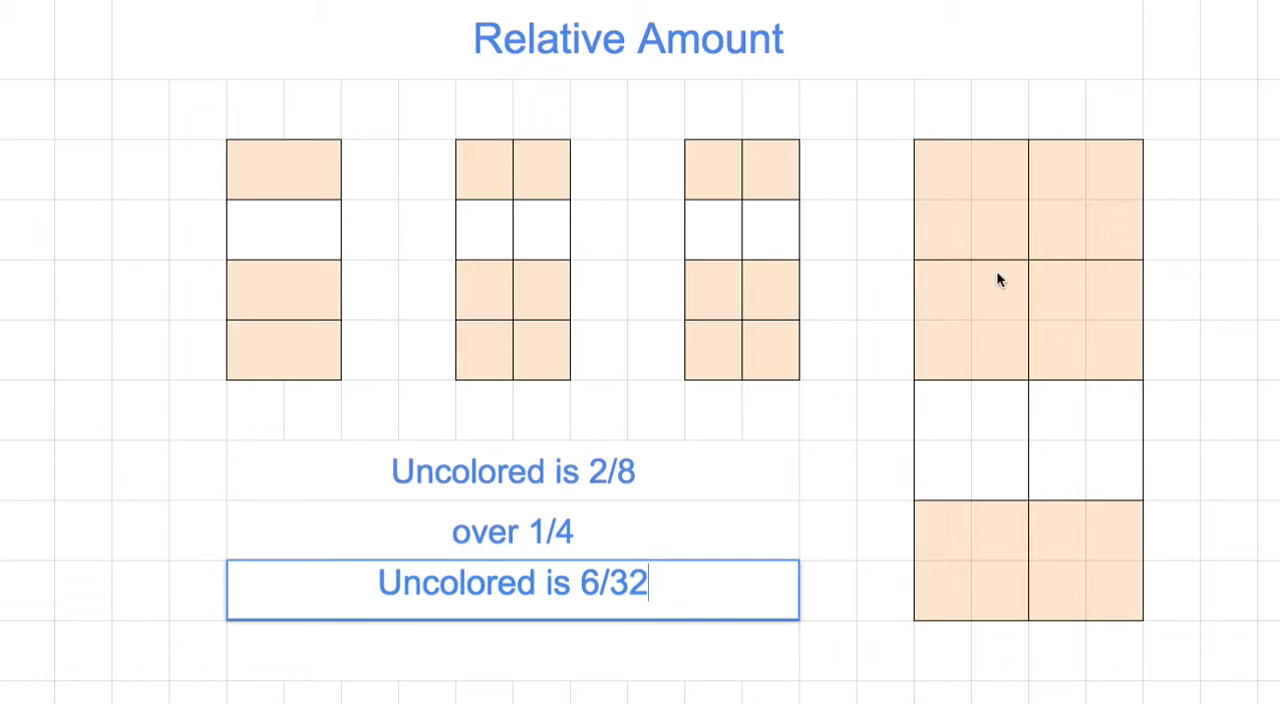 Relative Amount
Uncolored is 2/8
over 1/4
Uncolored is 6/32